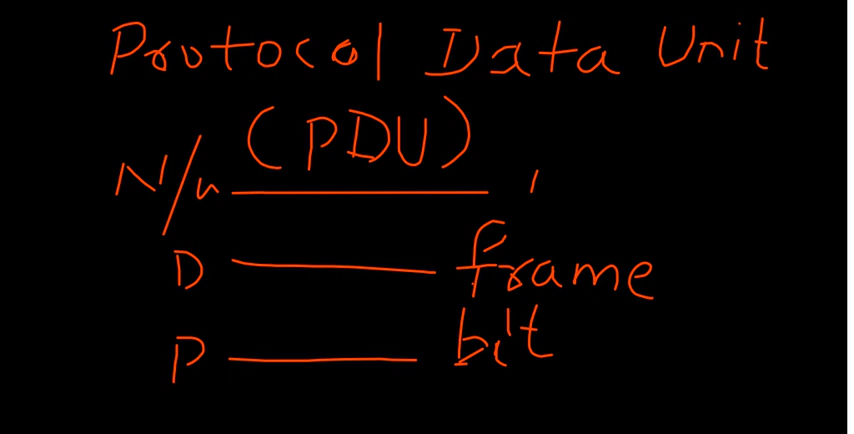 Protocol Data Unit
(PDU)
N/w
D frame
P bit